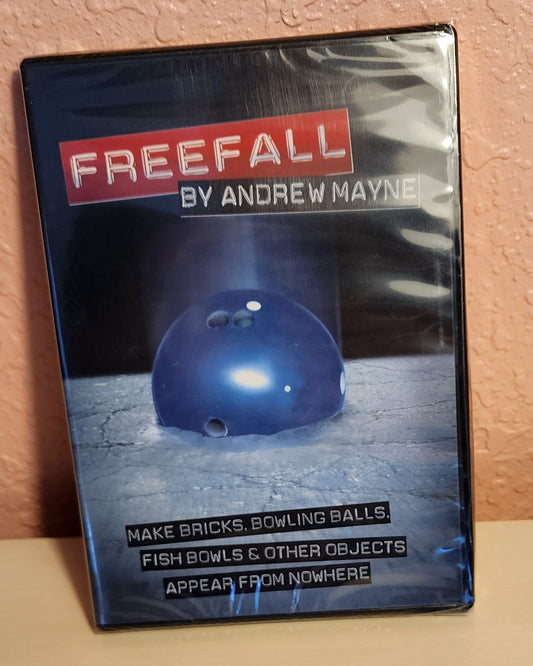 FREEFALL
BY ANDREW MAYNE
MAKE BRICKS, BOWLING BALLS,
FISH BOWLS & OTHER OBJECTS
APPEAR FROM NOWHERE